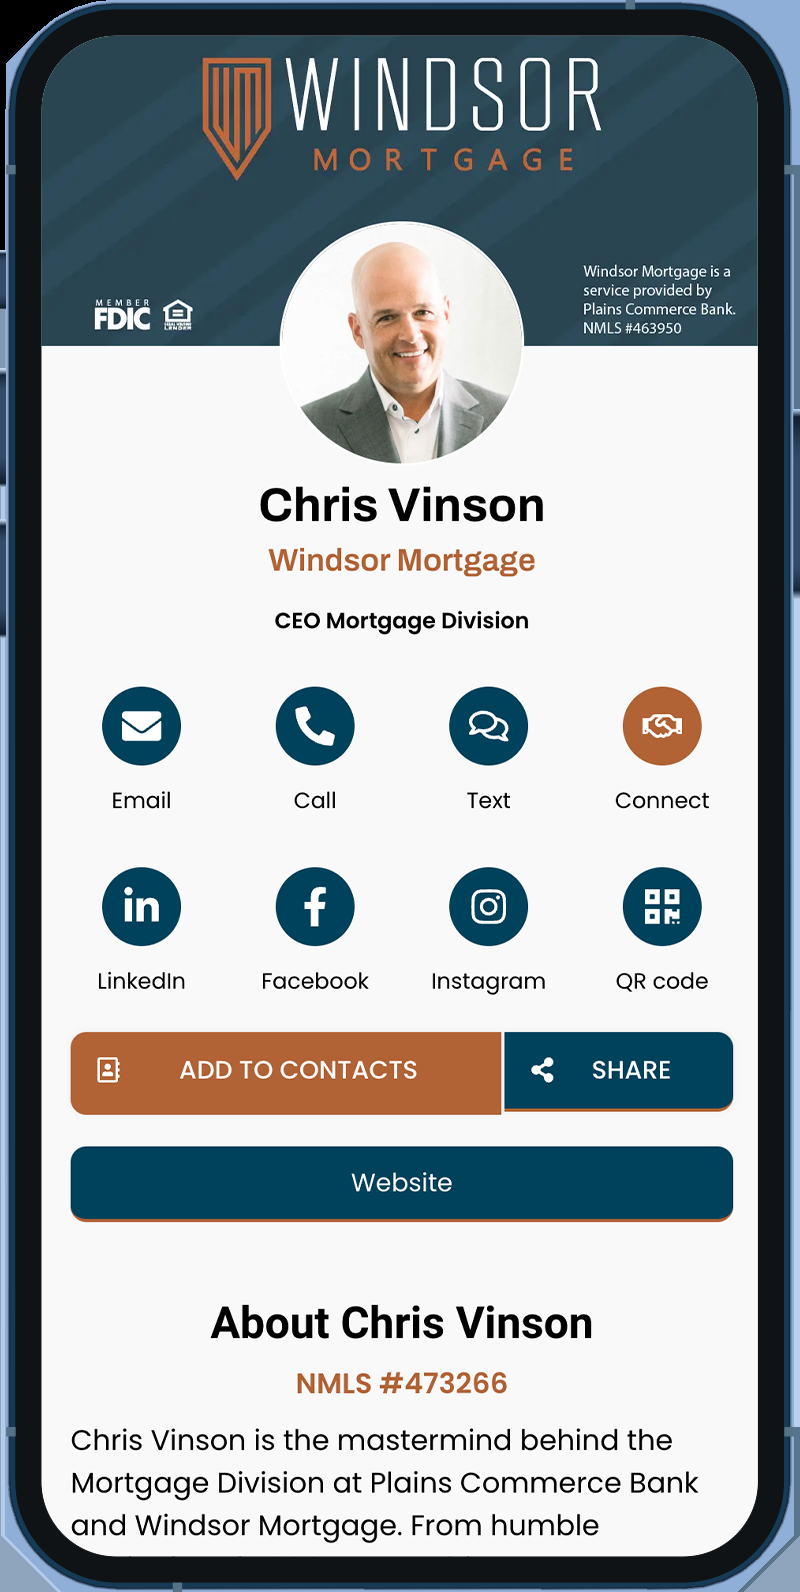 WINDSOR
MORTGAGE
MEMBER
FDIC
EQUAL HOUSING
LENDER
Windsor Mortgage is a
service provided by
Plains Commerce Bank.
NMLS #463950
Chris Vinson
Windsor Mortgage
CEO Mortgage Division
Email
Call
Text
Connect
in
LinkedIn
Facebook
Instagram
QR code
ADD TO CONTACTS
SHARE
Website
About Chris Vinson
NMLS #473266
Chris Vinson is the mastermind behind the
Mortgage Division at Plains Commerce Bank
and Windsor Mortgage. From humble